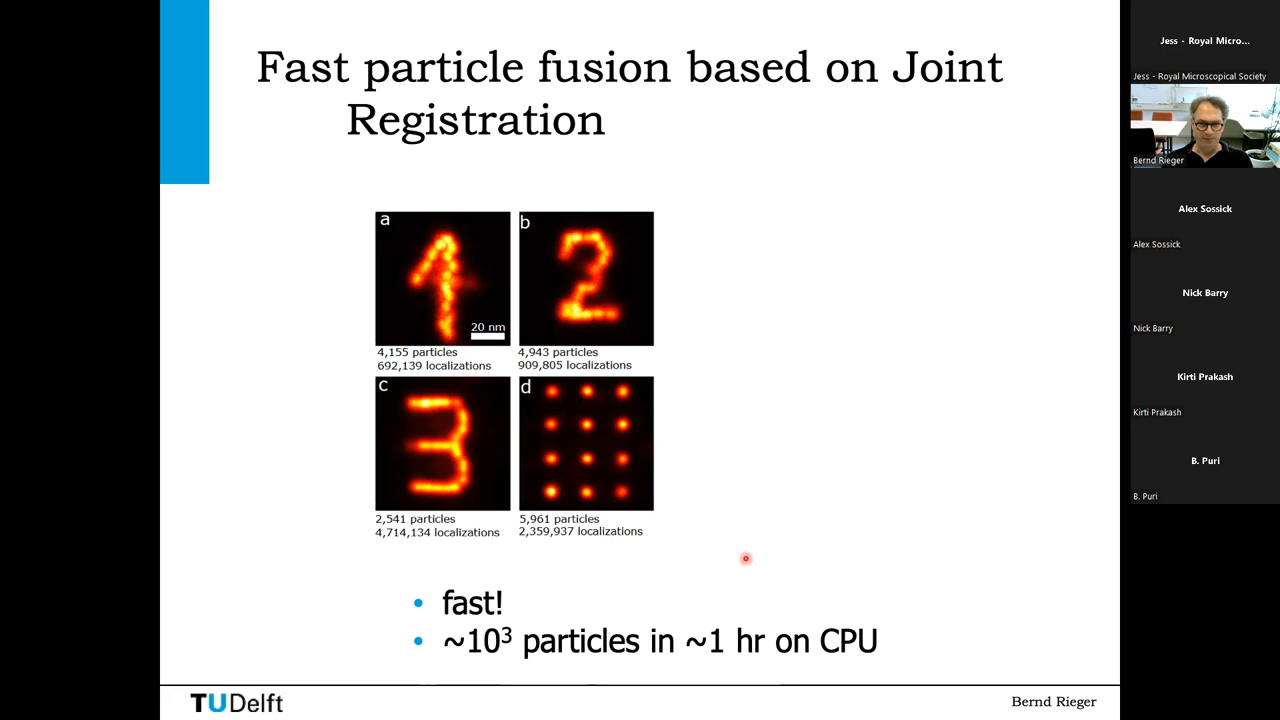 Fast particle fusion based on Joint
Registration
a
20 nm
4,155 particles
692,139 localizations
b
4,943 particles
909,805 localizations
c
2,541 particles
4,714,134 localizations
d
5,961 particles
2,359,937 localizations
• fast!
• ~10³ particles in ~1 hr on CPU
TUDelft
Bernd Rieger
Jess - Royal Micro...
Jess - Royal Microscopical Society
Bernd Rieger
Alex Sossick
Alex Sossick
Nick Barry
Nick Barry
Kirti Prakash
Kirti Prakash
B. Puri
B. Puri